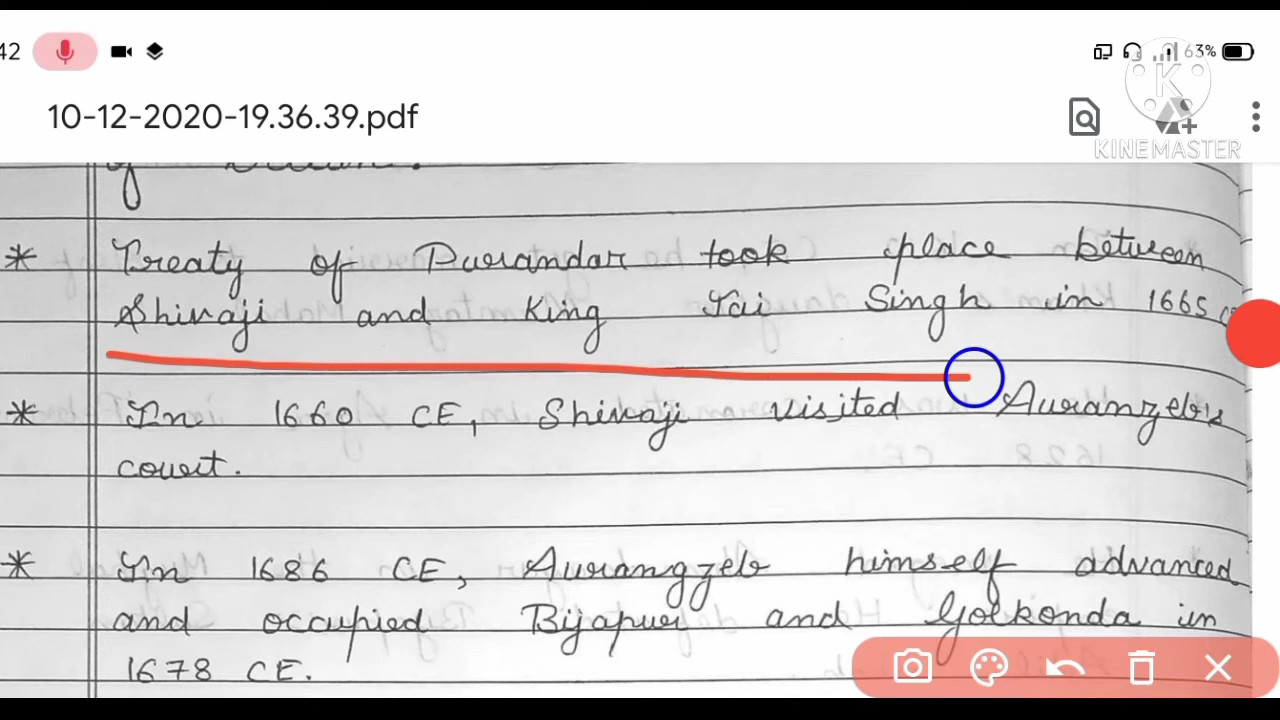 42
63%
10-12-2020-19.36.39.pdf
KINEMASTER
* Treaty of Purandar took place between
Shivaji and King Jai Singh in 1665
* In 1660 CE, Shivaji visited Auranzeb's
court.
* In 1686 CE, Aurangzeb himself advanced
and occupied Bijapur and Golkonda in
1678 CE.